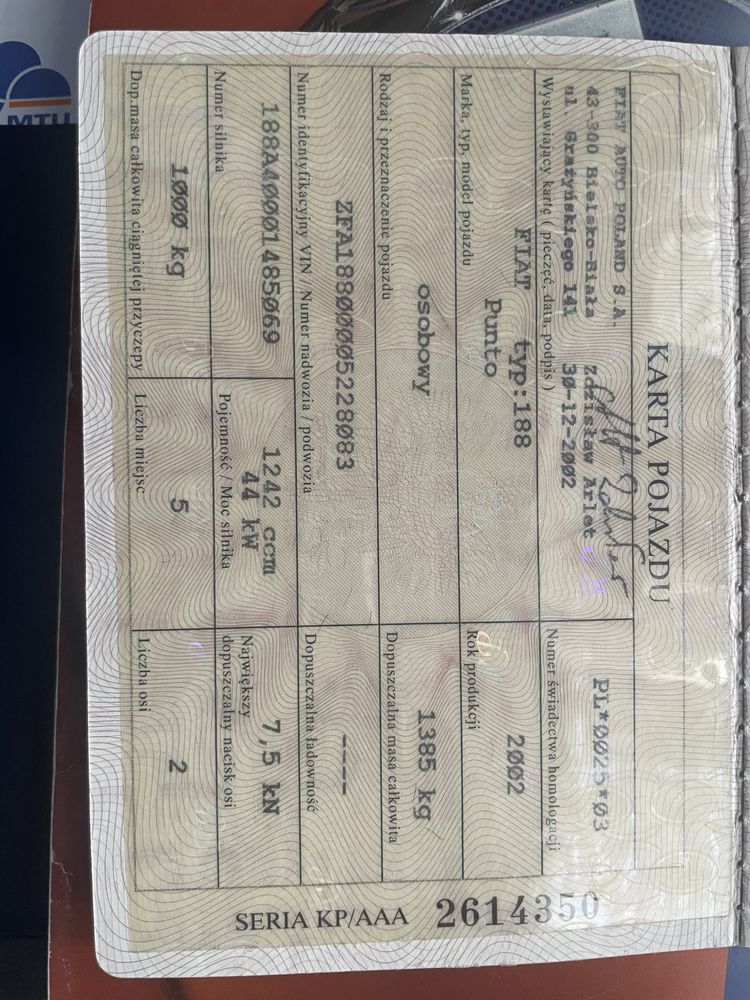 KARTA POJAZDU
FIAT AUTO POLAND S.A.
43-300 Bielsko-Biała Zdzisław Arlet
ul. Grażyńskiego 141 30-12-2002
Wystawiający kartę ( pieczęć, data, podpis )
PL*0025*03
Numer świadectwa homologacji
FIAT typ:188
Punto
Marka, typ, model pojazdu
2002
Rok produkcji
osobowy
Rodzaj i przeznaczenie pojazdu
1385 kg
Dopuszczalna masa całkowita
ZFA18800005228083
Numer identyfikacyjny VIN / Numer nadwozia / podwozia
----
Dopuszczalna ładowność
188A40001485069
Numer silnika
1242 ccm
44 kW
Pojemność / Moc silnika
7,5 kN
Największy
dopuszczalny nacisk osi
1000 kg
Dop.masa całkowita ciągniętej przyczepy
5
Liczba miejsc
2
Liczba osi
SERIA KP/AAA 2614350
MTU